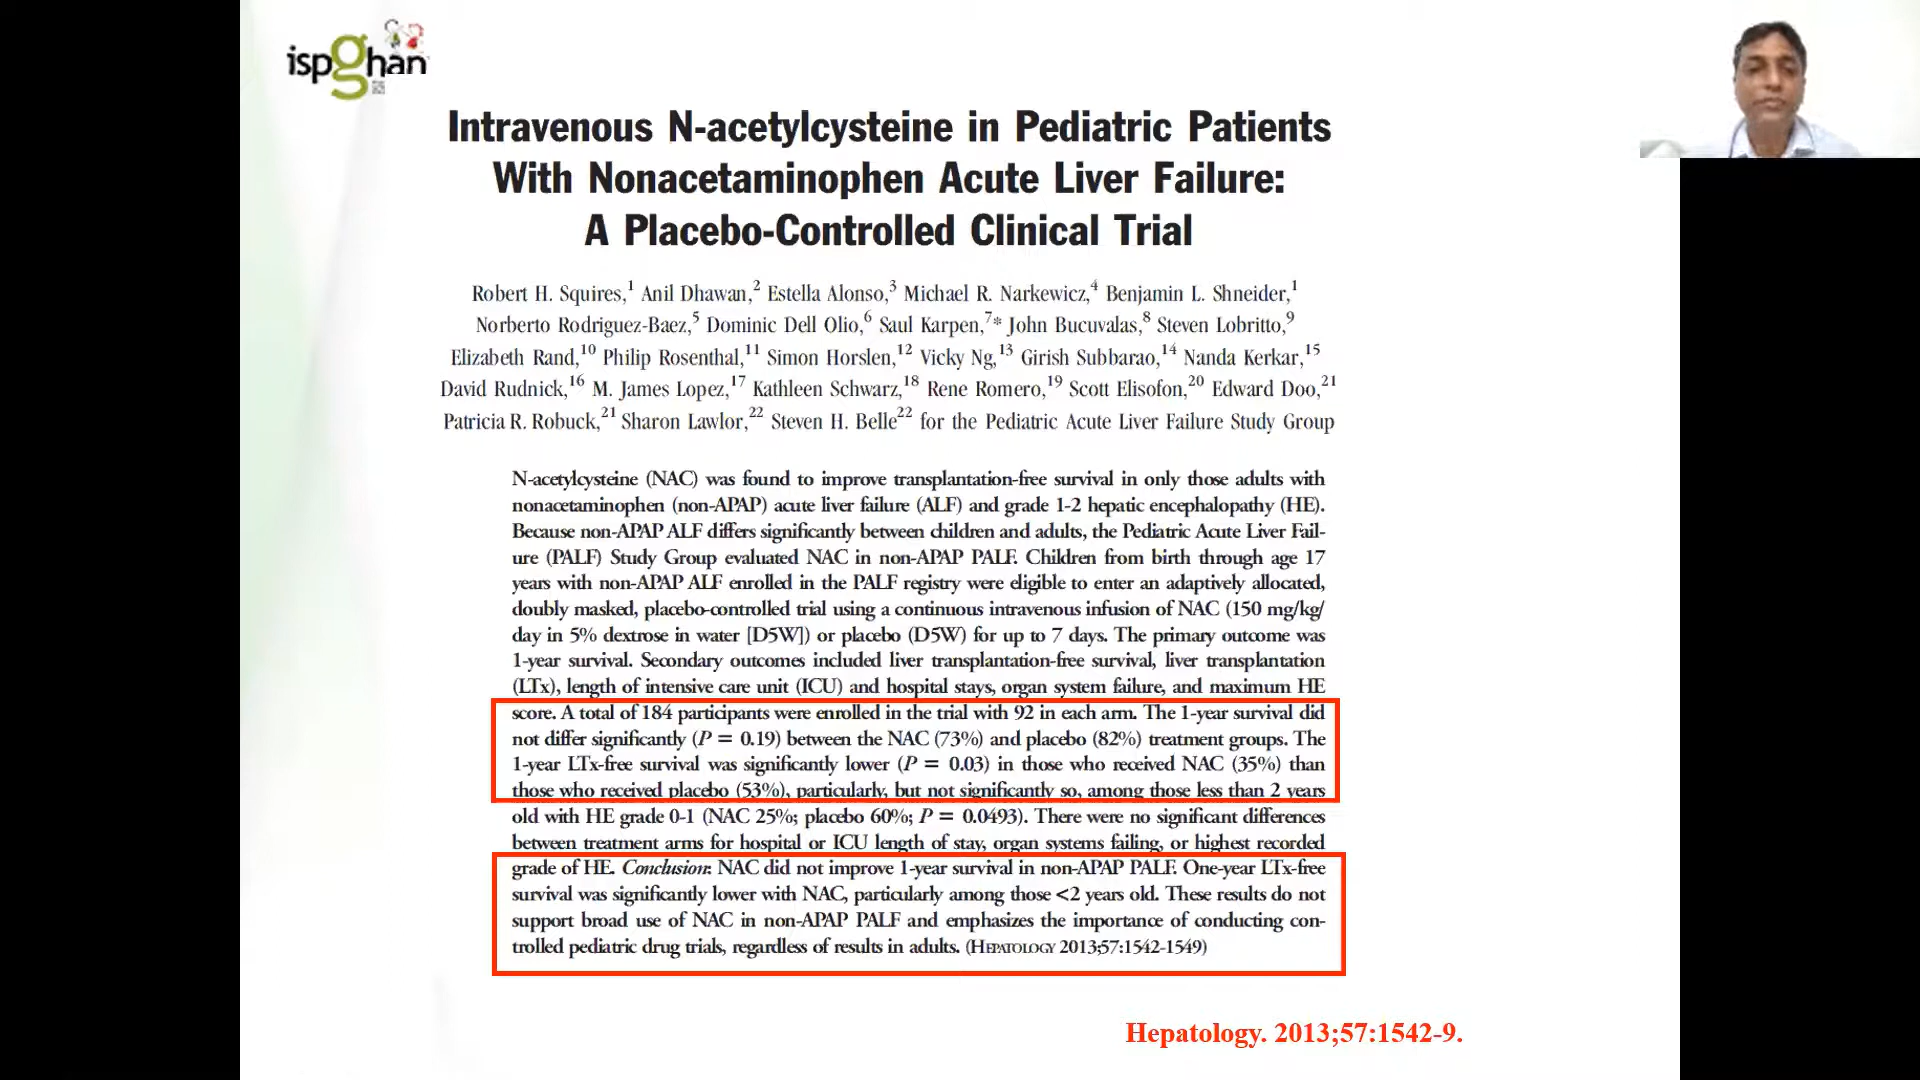 ispghan
Intravenous N-acetylcysteine in Pediatric Patients
With Nonacetaminophen Acute Liver Failure:
A Placebo-Controlled Clinical Trial
Robert H. Squires,1 Anil Dhawan,2 Estella Alonso,3 Michael R. Narkewicz,4 Benjamin L. Shneider,1
Norberto Rodriguez-Baez,5 Dominic Dell Olio,6 Saul Karpen,7* John Bucuvalas,8 Steven Lobritto,9
Elizabeth Rand,10 Philip Rosenthal,11 Simon Horslen,12 Vicky Ng,13 Girish Subbarao,14 Nanda Kerkar,15
David Rudnick,16 M. James Lopez,17 Kathleen Schwarz,18 Rene Romero,19 Scott Elisofon,20 Edward Doo,21
Patricia R. Robuck,21 Sharon Lawlor,22 Steven H. Belle22 for the Pediatric Acute Liver Failure Study Group
N-acetylcysteine (NAC) was found to improve transplantation-free survival in only those adults with
nonacetaminophen (non-APAP) acute liver failure (ALF) and grade 1-2 hepatic encephalopathy (HE).
Because non-APAP ALF differs significantly between children and adults, the Pediatric Acute Liver Fail-
ure (PALF) Study Group evaluated NAC in non-APAP PALF. Children from birth through age 17
years with non-APAP ALF enrolled in the PALF registry were eligible to enter an adaptively allocated,
doubly masked, placebo-controlled trial using a continuous intravenous infusion of NAC (150 mg/kg/
day in 5% dextrose in water [D5W]) or placebo (D5W) for up to 7 days. The primary outcome was
1-year survival. Secondary outcomes included liver transplantation-free survival, liver transplantation
(LTx), length of intensive care unit (ICU) and hospital stays, organ system failure, and maximum HE
score. A total of 184 participants were enrolled in the trial with 92 in each arm. The 1-year survival did
not differ significantly (P = 0.19) between the NAC (73%) and placebo (82%) treatment groups. The
1-year LTx-free survival was significantly lower (P = 0.03) in those who received NAC (35%) than
those who received placebo (53%), particularly, but not significantly so, among those less than 2 years
old with HE grade 0-1 (NAC 25%; placebo 60%; P = 0.0493). There were no significant differences
between treatment arms for hospital or ICU length of stay, organ systems failing, or highest recorded
grade of HE. Conclusion: NAC did not improve 1-year survival in non-APAP PALF. One-year LTx-free
survival was significantly lower with NAC, particularly among those <2 years old. These results do not
support broad use of NAC in non-APAP PALF and emphasizes the importance of conducting con-
trolled pediatric drug trials, regardless of results in adults. (HEPATOLOGY 2013;57:1542-1549)
Hepatology. 2013;57:1542-9.